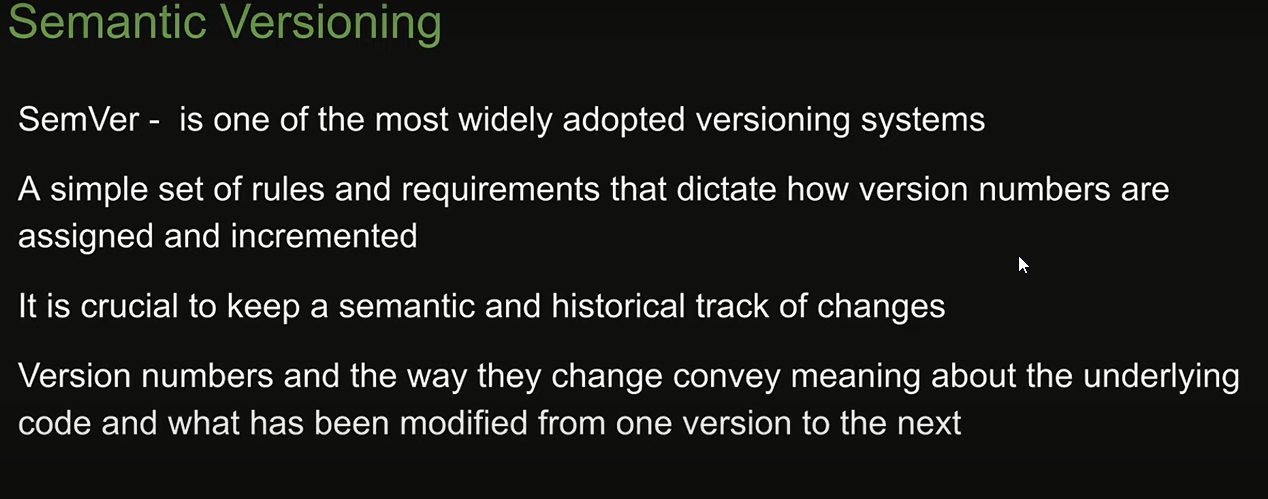 Semantic Versioning
SemVer -  is one of the most widely adopted versioning systems
A simple set of rules and requirements that dictate how version numbers are
assigned and incremented
It is crucial to keep a semantic and historical track of changes
Version numbers and the way they change convey meaning about the underlying
code and what has been modified from one version to the next